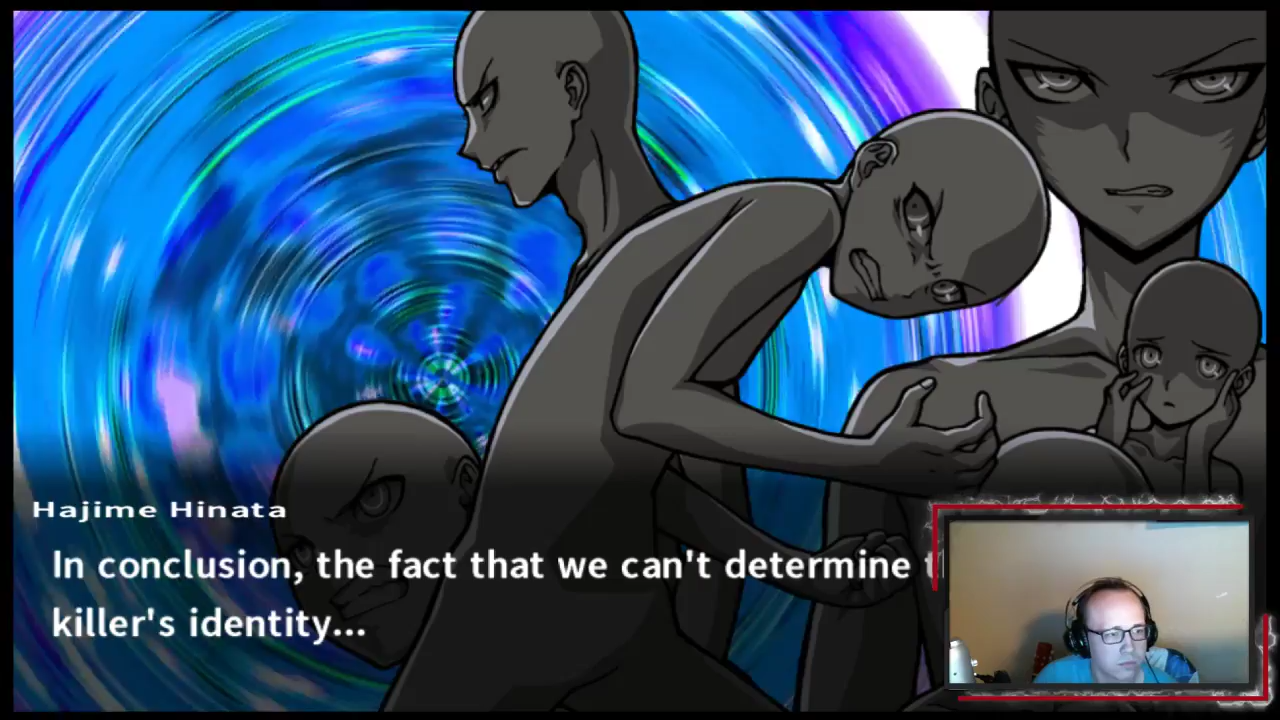 Hajime Hinata
In conclusion, the fact that we can't determine
killer's identity...